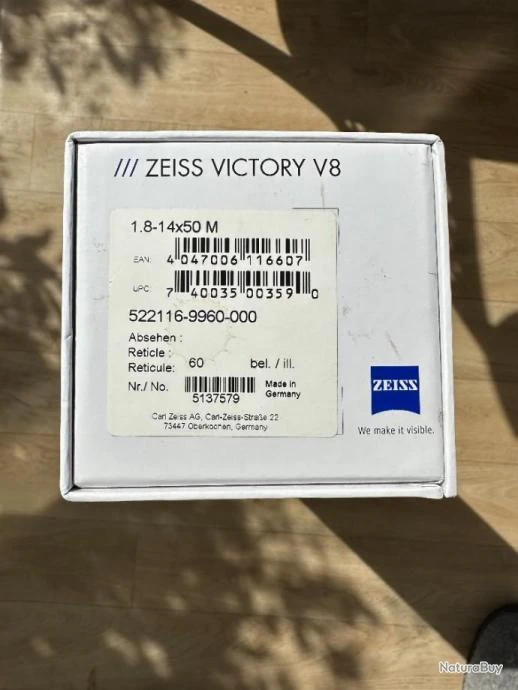 /// ZEISS VICTORY V8
1.8-14x50 M
EAN:
4 047006 116607
UPC:
7 40035 00359 0
522116-9960-000
Absehen :
Reticle :
Reticule: 60 bel. / ill.
Nr./ No.
5137579
Made in
Germany
Carl Zeiss AG, Carl-Zeiss-Straße 22
73447 Oberkochen, Germany
ZEISS
We make it visible.
NaturaBuy